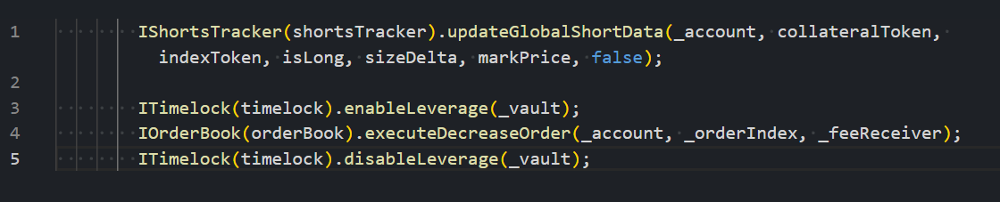 1 IShortsTracker(shortsTracker).updateGlobalShortData(_account, collateralToken,
indexToken, isLong, sizeDelta, markPrice, false);
2
3 ITimelock(timelock).enableLeverage(_vault);
4 IOrderBook(orderBook).executeDecreaseOrder(_account, _orderIndex, _feeReceiver);
5 ITimelock(timelock).disableLeverage(_vault);